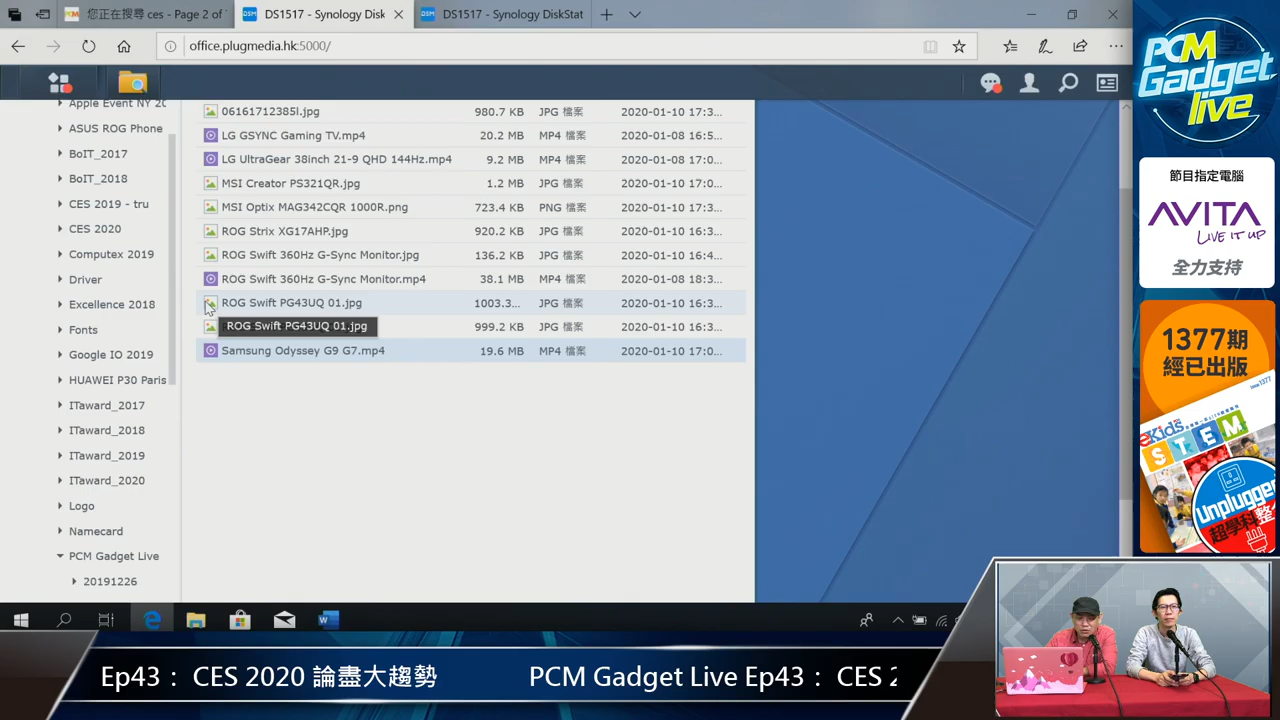 您正在搜尋 ces - Page 2 of
DS1517 - Synology Disk
DS1517 - Synology DiskStat
office.plugmedia.hk:5000/
Apple Event NY 20
ASUS ROG Phone
BoIT_2017
BoIT_2018
CES 2019 - tru
CES 2020
Computex 2019
Driver
Excellence 2018
Fonts
Google IO 2019
HUAWEI P30 Paris
ITaward_2017
ITaward_2018
ITaward_2019
ITaward_2020
Logo
Namecard
PCM Gadget Live
20191226
06161712385l.jpg 980.7 KB JPG 檔案 2020-01-10 17:3...
LG GSYNC Gaming TV.mp4 20.2 MB MP4 檔案 2020-01-08 16:5...
LG UltraGear 38inch 21-9 QHD 144Hz.mp4 9.2 MB MP4 檔案 2020-01-08 17:0...
MSI Creator PS321QR.jpg 1.2 MB JPG 檔案 2020-01-10 17:3...
MSI Optix MAG342CQR 1000R.png 723.4 KB PNG 檔案 2020-01-10 17:3...
ROG Strix XG17AHP.jpg 920.2 KB JPG 檔案 2020-01-10 16:3...
ROG Swift 360Hz G-Sync Monitor.jpg 136.2 KB JPG 檔案 2020-01-10 16:4...
ROG Swift 360Hz G-Sync Monitor.mp4 38.1 MB MP4 檔案 2020-01-08 18:3...
ROG Swift PG43UQ 01.jpg 1003.3... JPG 檔案 2020-01-10 16:3...
ROG Swift PG43UQ 01.jpg 999.2 KB JPG 檔案 2020-01-10 16:3...
Samsung Odyssey G9 G7.mp4 19.6 MB MP4 檔案 2020-01-10 17:0...
PCM
Gadget
live
節目指定電腦
AVITA
LIVE IT UP
全力支持
1377期
經已出版
issue 1377
eKids
STEM
Unplugged
超學科整
Ep43： CES 2020 論盡大趨勢
PCM Gadget Live Ep43： CES 2